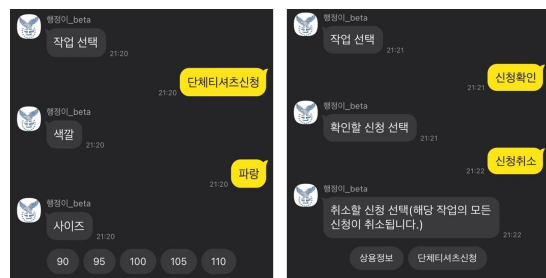 행정이_beta
작업 선택
21:20
단체티셔츠신청
21:20
행정이_beta
색깔
21:20
파랑
21:20
행정이_beta
사이즈
21:20
90 95 100 105 110
행정이_beta
작업 선택
21:21
신청확인
21:21
행정이_beta
확인할 신청 선택
21:21
신청취소
21:22
행정이_beta
취소할 신청 선택(해당 작업의 모든
신청이 취소됩니다.)
21:22
상용정보 단체티셔츠신청